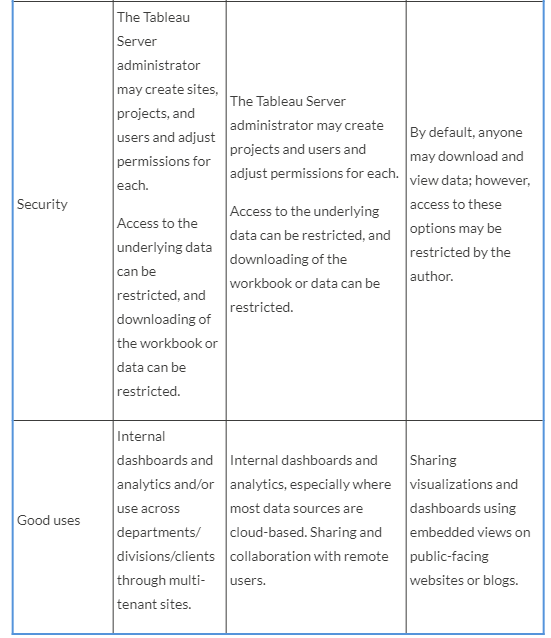 Security
The Tableau
Server
administrator
may create sites,
projects, and
users and adjust
permissions for
each.
Access to the
underlying data
can be
restricted, and
downloading of
the workbook or
data can be
restricted.
The Tableau Server
administrator may create
projects and users and
adjust permissions for each.
Access to the underlying
data can be restricted, and
downloading of the
workbook or data can be
restricted.
By default, anyone
may download and
view data; however,
access to these
options may be
restricted by the
author.
Good uses
Internal
dashboards and
analytics and/or
use across
departments/
divisions/clients
through multi-
tenant sites.
Internal dashboards and
analytics, especially where
most data sources are
cloud-based. Sharing and
collaboration with remote
users.
Sharing
visualizations and
dashboards using
embedded views on
public-facing
websites or blogs.